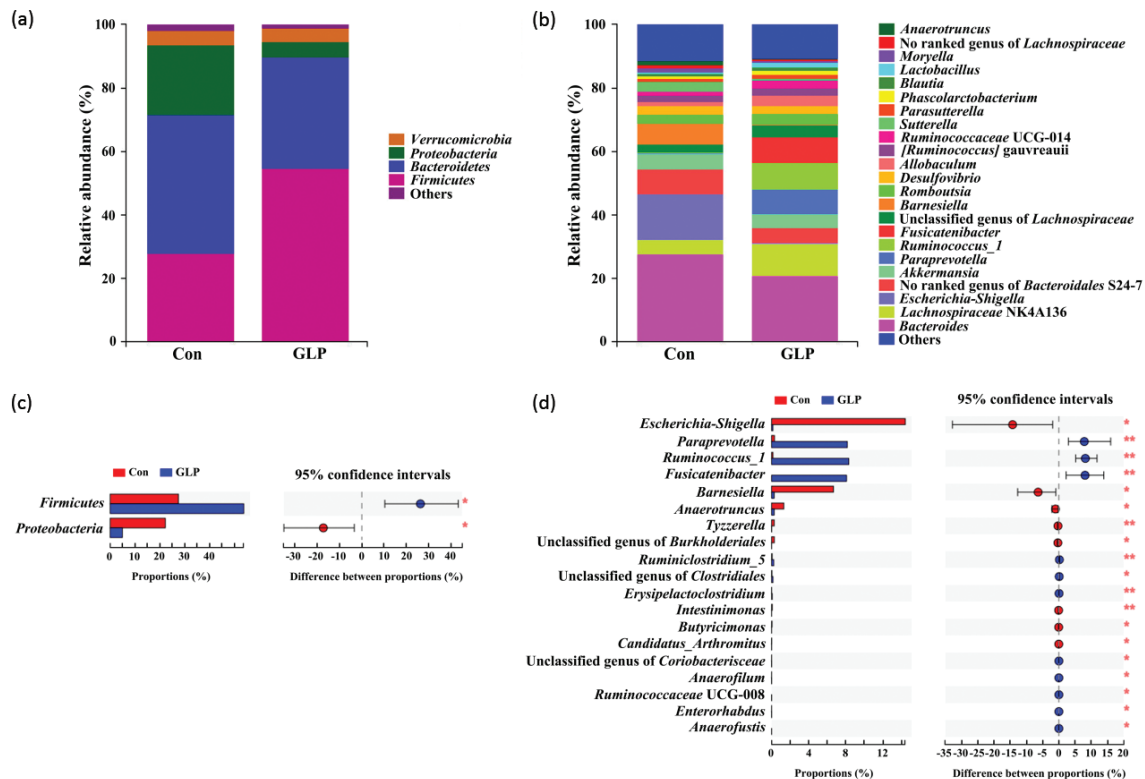 (a)
100
80
60
40
20
0
Relative abundance (%)
Con
GLP
Verrucomicrobia
Proteobacteria
Bacteroidetes
Firmicutes
Others
(b)
100
80
60
40
20
0
Relative abundance (%)
Con
GLP
Anaerotruncus
No ranked genus of Lachnospiraceae
Moryella
Lactobacillus
Blautia
Phascolarctobacterium
Parasutterella
Sutterella
Ruminococcaceae UCG-014
[Ruminococcus] gauvreauii
Allobaculum
Desulfovibrio
Romboutsia
Barnesiella
Unclassified genus of Lachnospiraceae
Fusicatenibacter
Ruminococcus_1
Paraprevotella
Akkermansia
No ranked genus of Bacteroidales S24-7
Escherichia-Shigella
Lachnospiraceae NK4A136
Bacteroides
Others
(c)
Con GLP
95% confidence intervals
Firmicutes *
Proteobacteria *
0 10 20 30 40
-30 -20 -10 0 10 20 30 40
Proportions (%)
Difference between proportions (%)
(d)
Con GLP
95% confidence intervals
Escherichia-Shigella *
Paraprevotella **
Ruminococcus_1 **
Fusicatenibacter **
Barnesiella *
Anaerotruncus *
Tyzzerella **
Unclassified genus of Burkholderiales *
Ruminiclostridium_5 **
Unclassified genus of Clostridiales *
Erysipelactoclostridium **
Intestinimonas **
Butyricimonas *
Candidatus_Arthromitus *
Unclassified genus of Coriobacterisceae *
Anaerofilum *
Ruminococcaceae UCG-008 *
Enterorhabdus *
Anaerofustis *
0 4 8 12
-35 -30 -25 -20 -15 -10 -5 0 5 10 15 20
Proportions (%)
Difference between proportions (%)